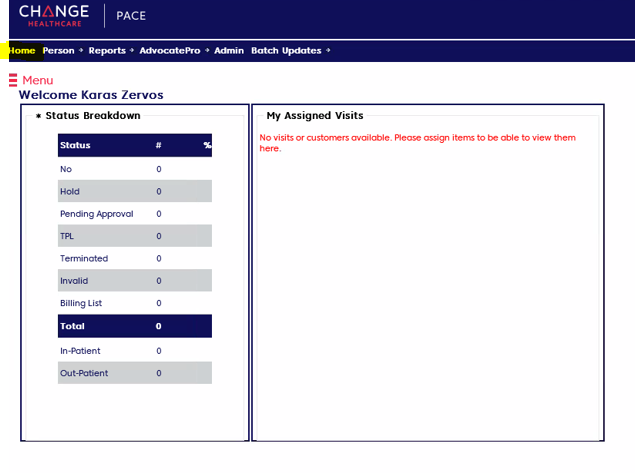 CHANGE
HEALTHCARE
PACE
Home Person Reports AdvocatePro Admin Batch Updates
Menu
Welcome Karas Zervos
* Status Breakdown
Status # %
No 0
Hold 0
Pending Approval 0
TPL 0
Terminated 0
Invalid 0
Billing List 0
Total 0
In-Patient 0
Out-Patient 0
My Assigned Visits
No visits or customers available. Please assign items to be able to view them
here.